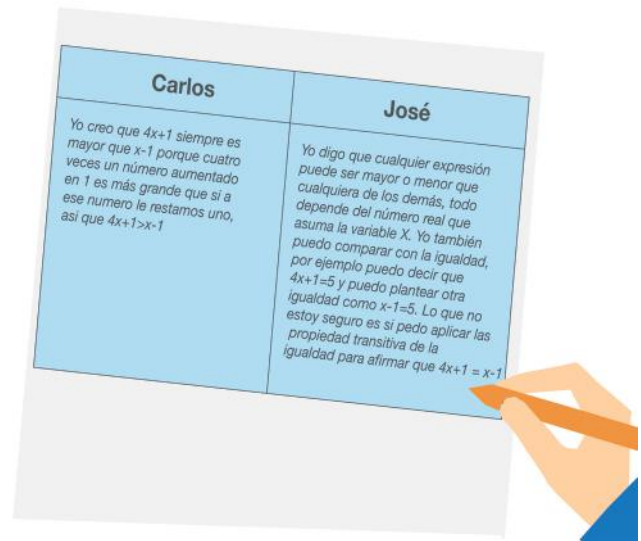 Carlos
Yo creo que 4x+1 siempre es
mayor que x-1 porque cuatro
veces un número aumentado
en 1 es más grande que si a
ese numero le restamos uno,
asi que 4x+1>x-1
José
Yo digo que cualquier expresión
puede ser mayor o menor que
cualquiera de los demás, todo
depende del número real que
asuma la variable X. Yo también
puedo comparar con la igualdad,
por ejemplo puedo decir que
4x+1=5 y puedo plantear otra
igualdad como x-1=5. Lo que no
estoy seguro es si pedo aplicar las
propiedad transitiva de la
igualdad para afirmar que 4x+1 = x-1